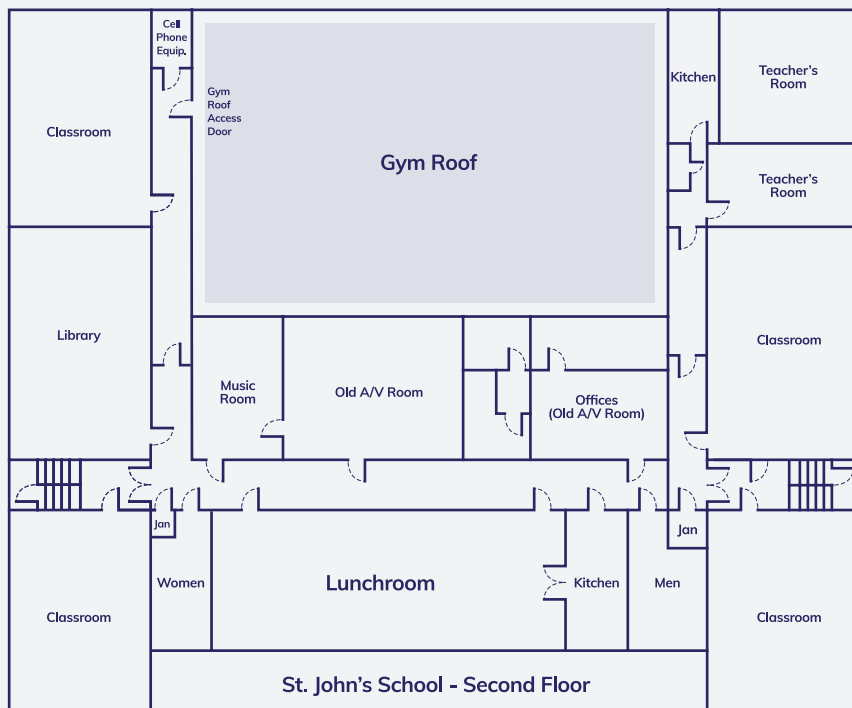 Cell
Phone
Equip.
Kitchen
Teacher's
Room
Gym
Roof
Access
Door
Classroom
Gym Roof
Teacher's
Room
Library
Classroom
Music
Room
Old A/V Room
Offices
(Old A/V Room)
Jan
Jan
Women
Lunchroom
Kitchen
Men
Classroom
Classroom
St. John's School - Second Floor